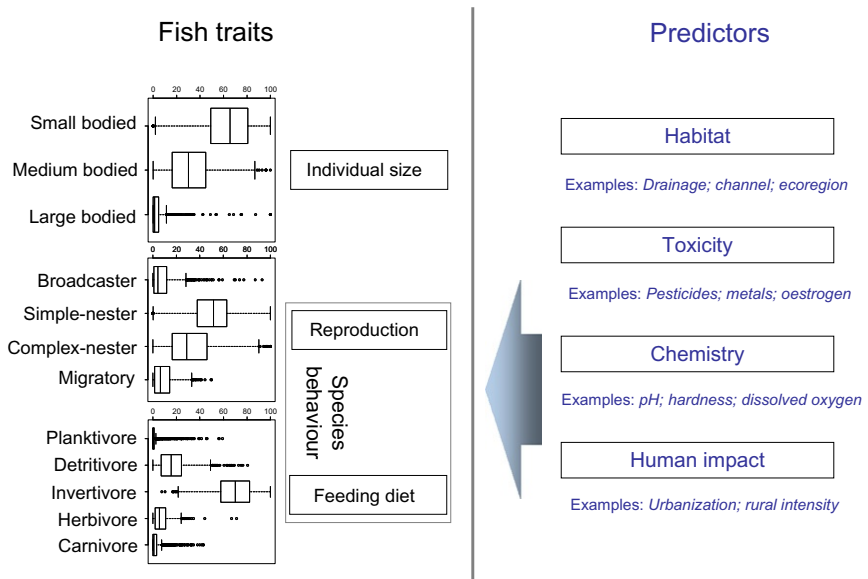 Fish traits
Predictors
0 20 40 60 80 100
Small bodied
Medium bodied
Large bodied
Individual size
0 20 40 60 80 100
Broadcaster
Simple-nester
Complex-nester
Migratory
Reproduction
Species
behaviour
0 20 40 60 80 100
Planktivore
Detritivore
Invertivore
Herbivore
Carnivore
Feeding diet
Habitat
Examples: Drainage; channel; ecoregion
Toxicity
Examples: Pesticides; metals; oestrogen
Chemistry
Examples: pH; hardness; dissolved oxygen
Human impact
Examples: Urbanization; rural intensity